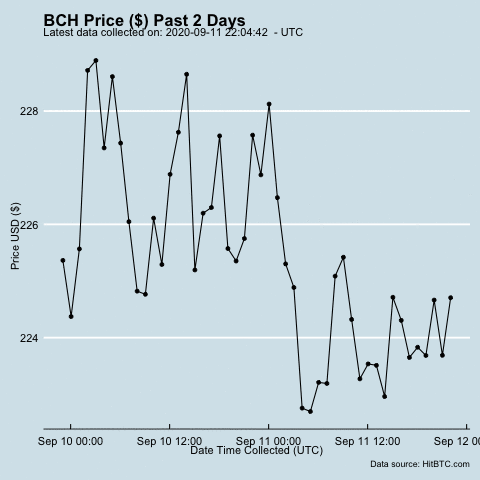 BCH Price ($) Past 2 Days
Latest data collected on: 2020-09-11 22:04:42 - UTC
228
226
224
Price USD ($)
Sep 10 00:00 Sep 10 12:00 Sep 11 00:00 Sep 11 12:00 Sep 12 00
Date Time Collected (UTC)
Data source: HitBTC.com